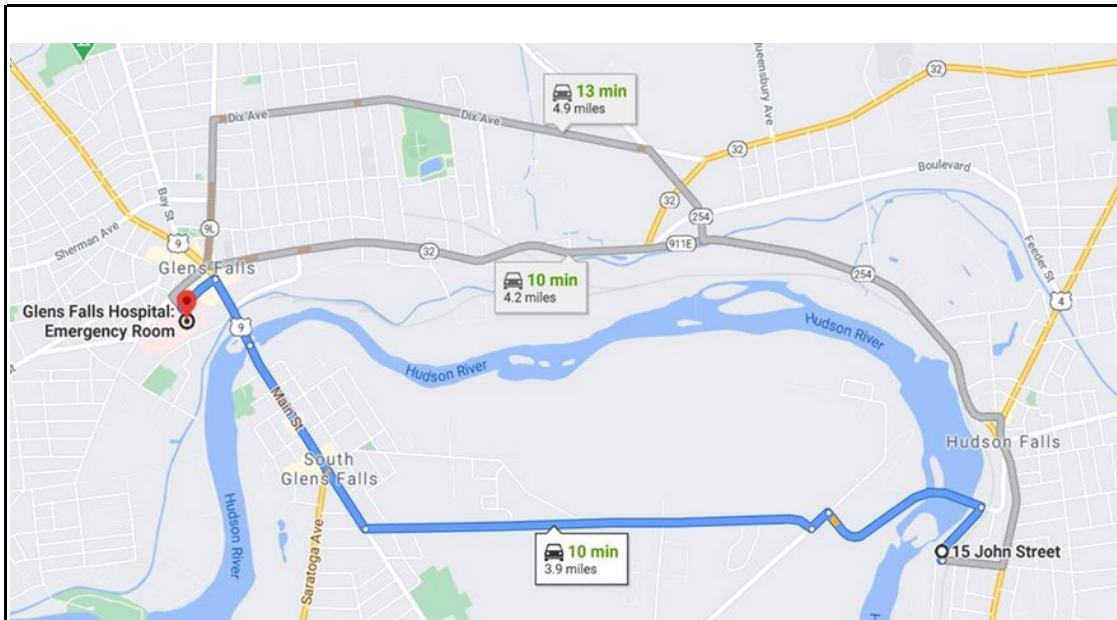 32
32
Queensbury Ave
13 min
4.9 miles
Dix Ave
Dix Ave
32
Boulevard
Bay St
9L
Sherman Ave
9
32
254
911E
32
Feeder St
Glens Falls
254
10 min
4.2 miles
4
Glens Falls Hospital:
Emergency Room
9
Hudson River
Hudson River
Hudson River
Main St
Hudson Falls
South
Glens Falls
Hudson River
10 min
3.9 miles
15 John Street
Saratoga Ave